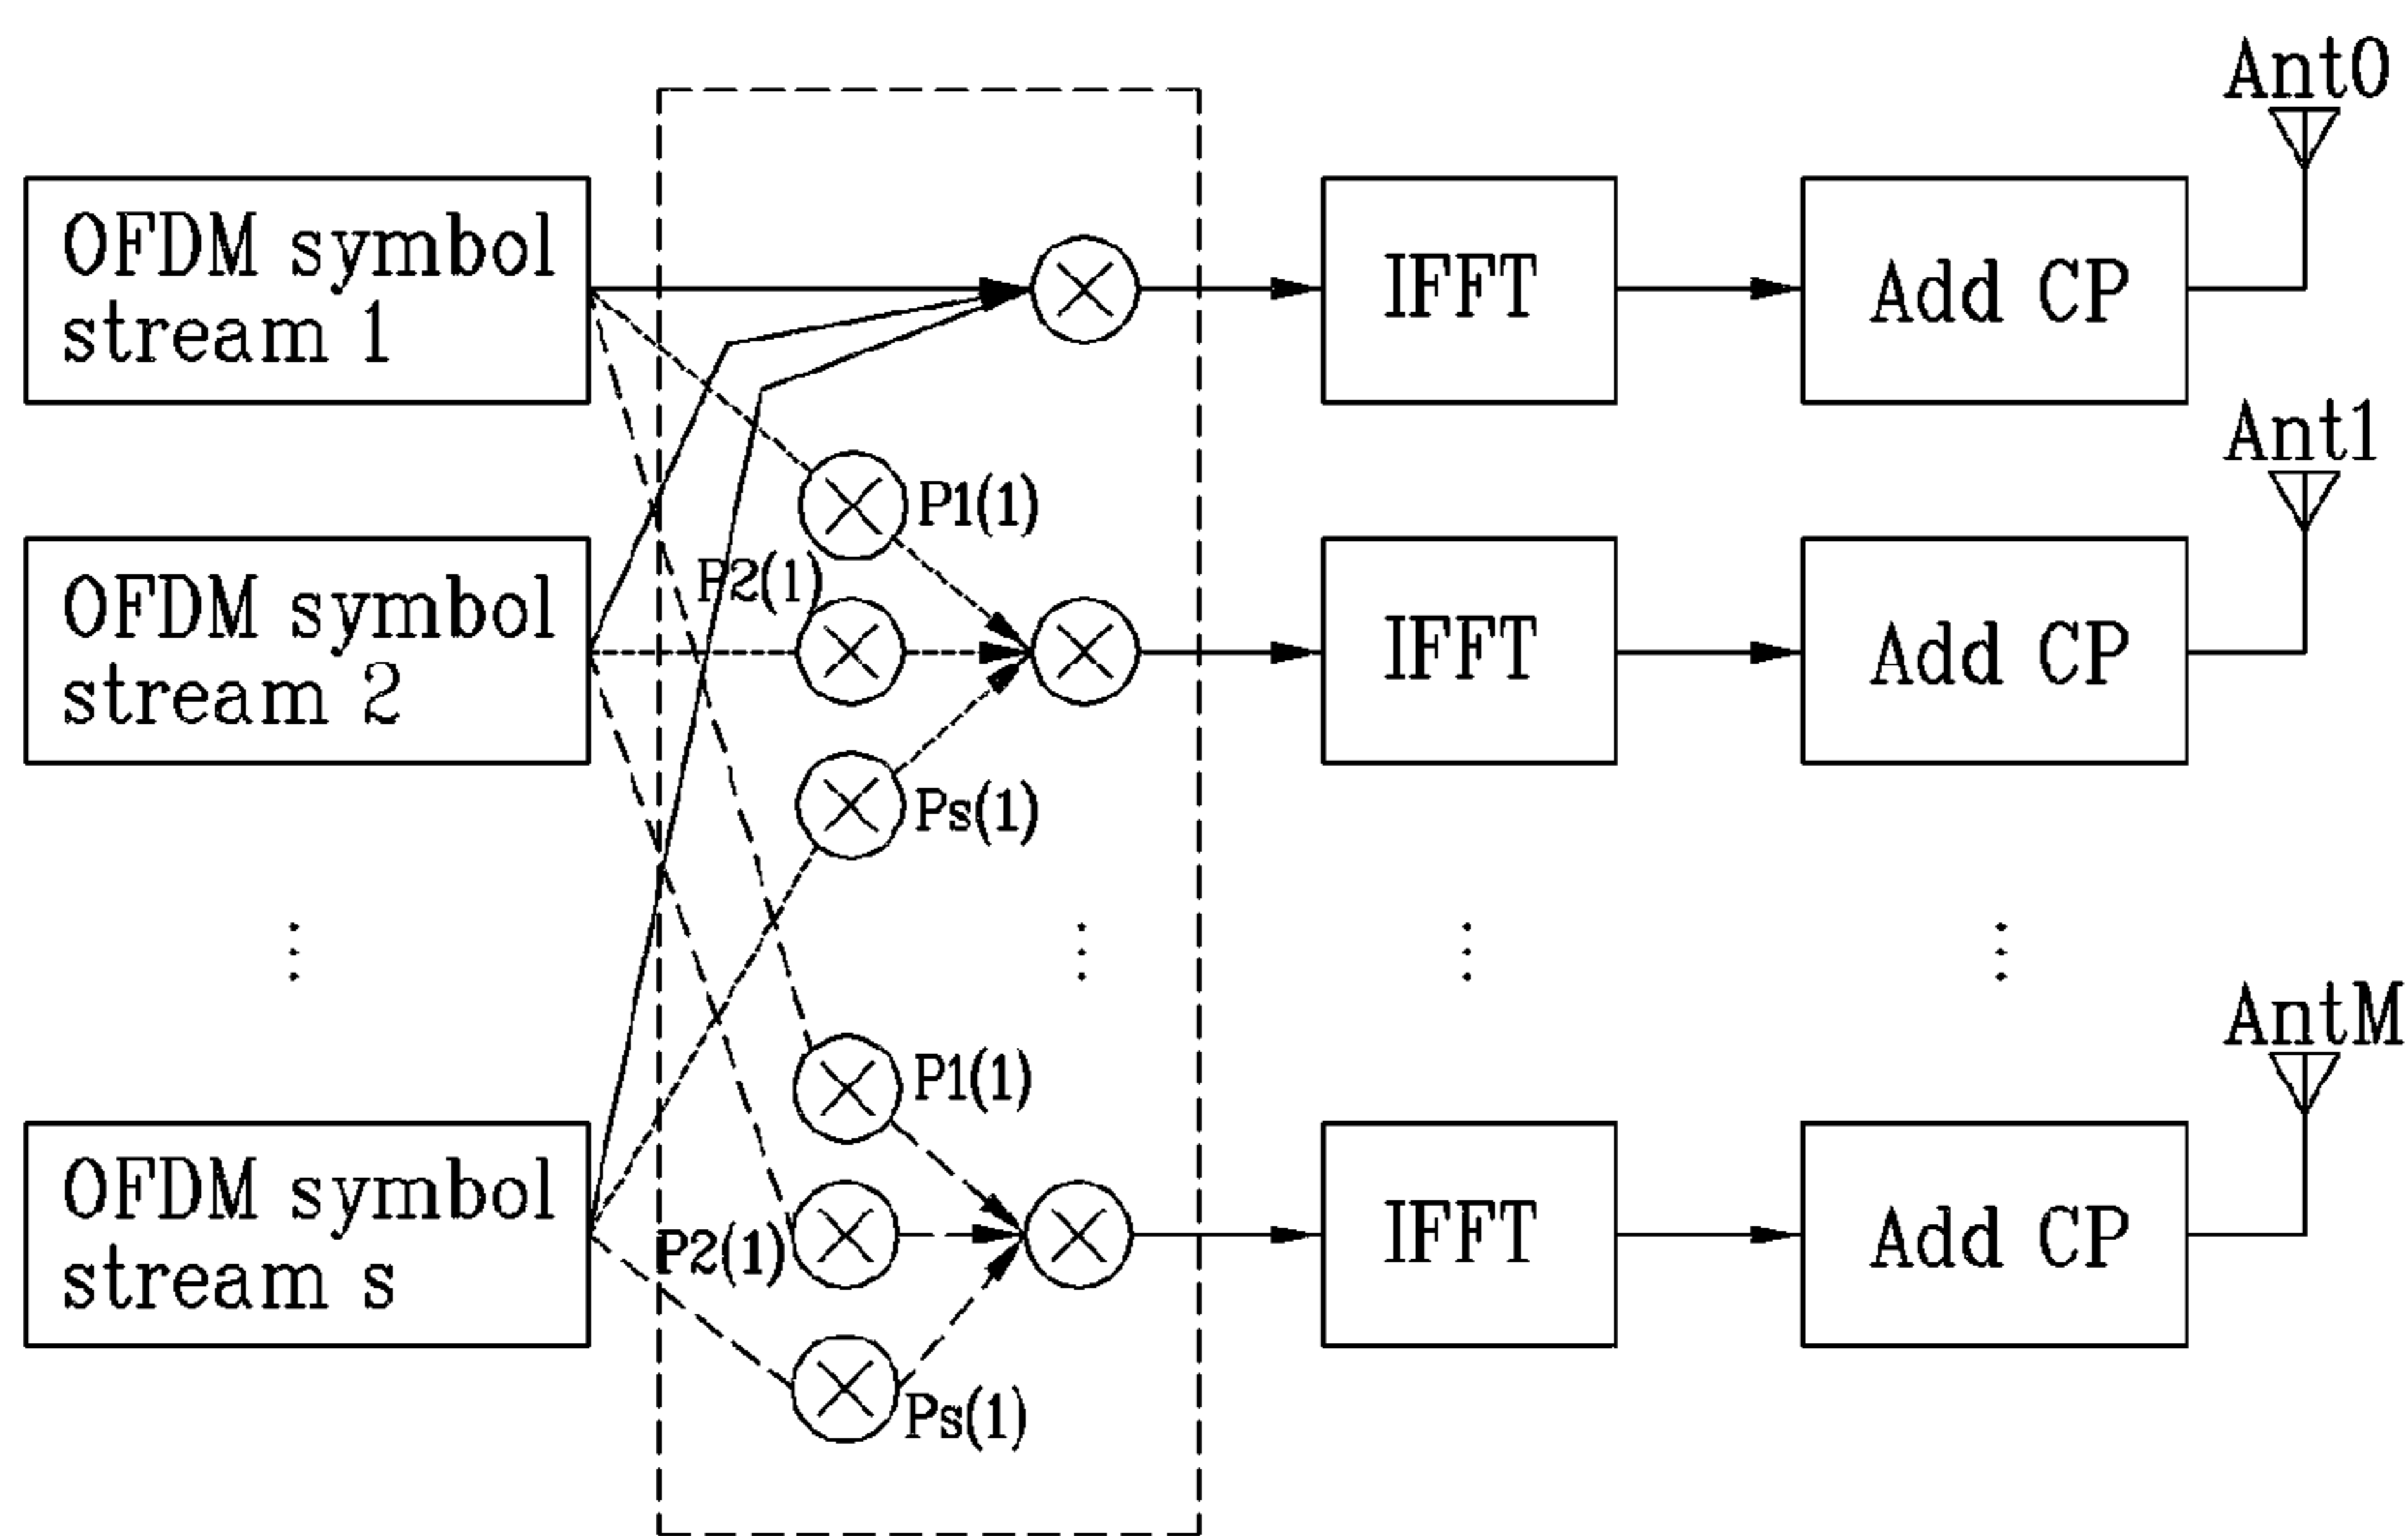 Ant0
OFDM symbol
stream 1
IFFT
Add CP
Ant1
P1(1)
P2(1)
OFDM symbol
stream 2
IFFT
Add CP
Ps(1)
AntM
P1(1)
OFDM symbol
stream s
P2(1)
IFFT
Add CP
Ps(1)